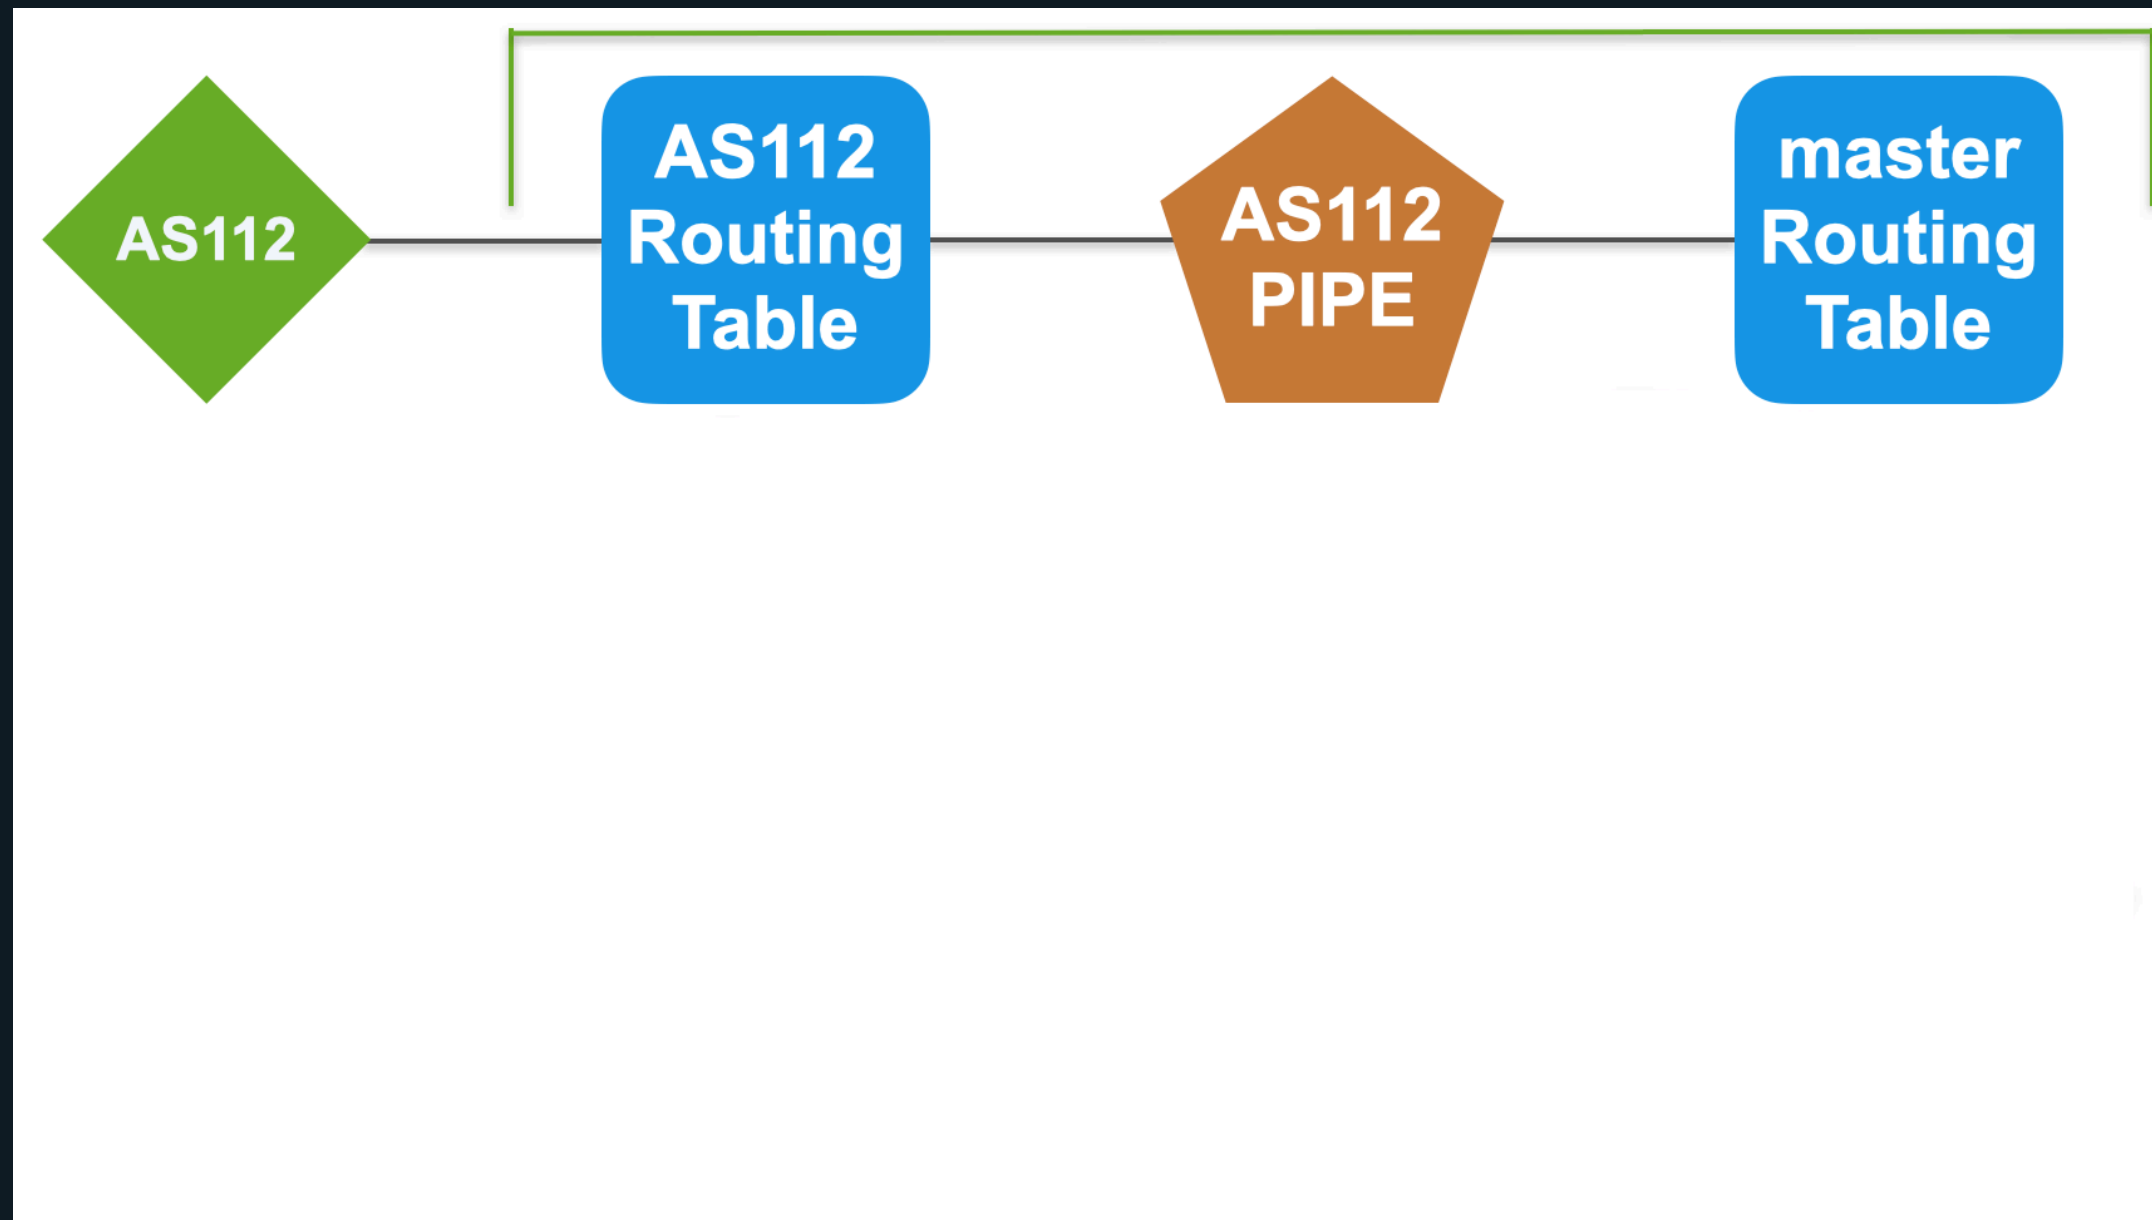 AS112
AS112
Routing
Table
AS112
PIPE
master
Routing
Table